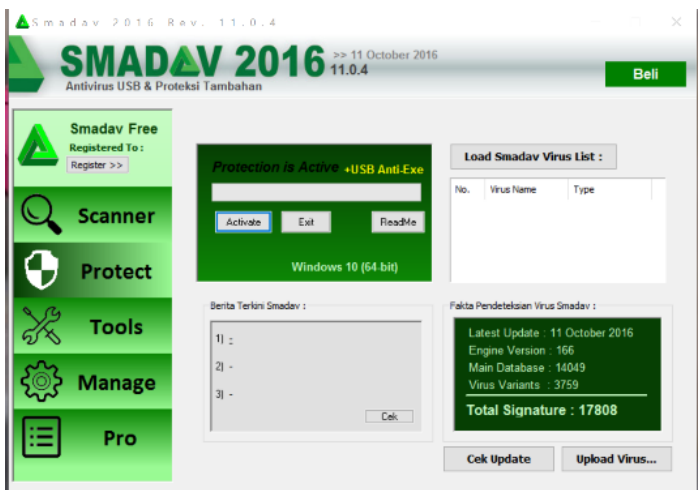 Smadav 2016 Rev. 11.0.4
SMADAV 2016
>> 11 October 2016
11.0.4
Antivirus USB & Proteksi Tambahan
Beli
Smadav Free
Registered To :
Register >>
Scanner
Protect
Tools
Manage
Pro
Protection is Active +USB Anti-Exe
Activate
Exit
ReadMe
Windows 10 (64-bit)
Load Smadav Virus List :
No. Virus Name Type
Berita Terkini Smadav :
1) :
2) -
3) -
Cek
Fakta Pendeteksian Virus Smadav :
Latest Update : 11 October 2016
Engine Version : 166
Main Database : 14049
Virus Variants : 3759
Total Signature : 17808
Cek Update
Upload Virus...